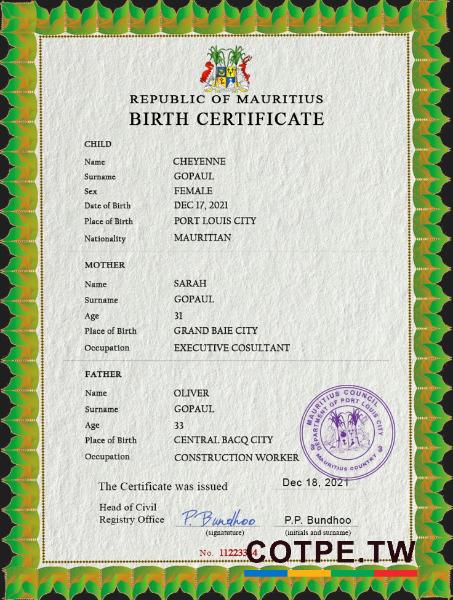 REPUBLIC OF MAURITIUS
BIRTH CERTIFICATE
CHILD
Name CHEYENNE
Surname GOPAUL
Sex FEMALE
Date of Birth DEC 17, 2021
Place of Birth PORT LOUIS CITY
Nationality MAURITIAN
MOTHER
Name SARAH
Surname GOPAUL
Age 31
Place of Birth GRAND BAIE CITY
Occupation EXECUTIVE COSULTANT
FATHER
Name OLIVER
Surname GOPAUL
Age 33
Place of Birth CENTRAL BACQ CITY
Occupation CONSTRUCTION WORKER
MAURITIUS COUNCIL
DEPARTMENT OF PORT LOUIS CITY
MAURITIUS COUNTRY
The Certificate was issued Dec 18, 2021
Head of Civil
Registry Office P.Bundhoo P.P. Bundhoo
(signature) (initials and surname)
No.
COTPE.TW